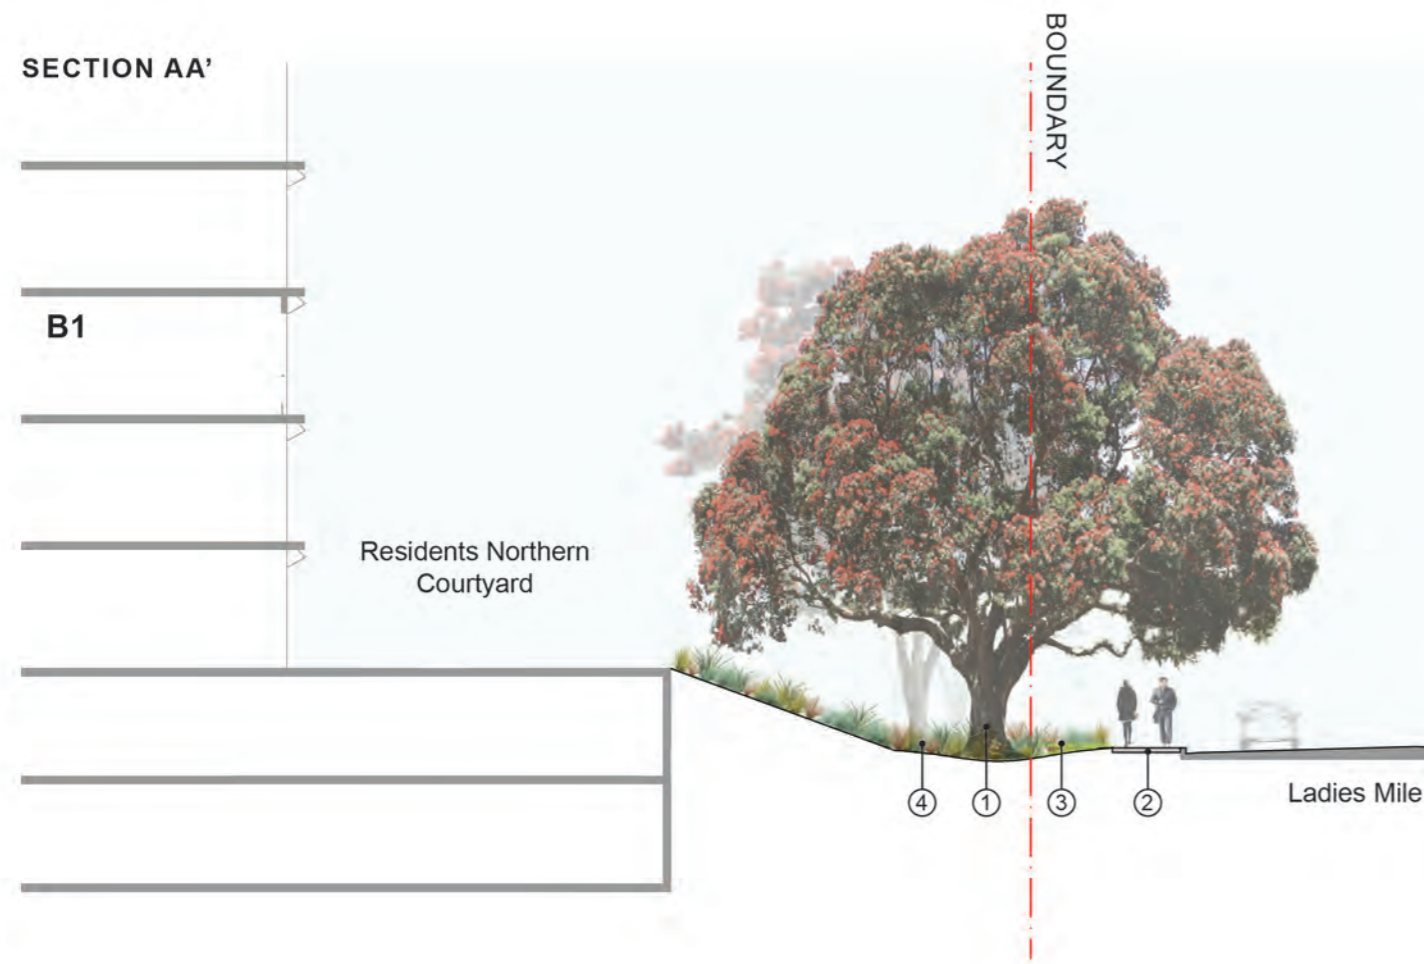 SECTION AA'
BOUNDARY
B1
Residents Northern
Courtyard
4
1
3
2
Ladies Mile